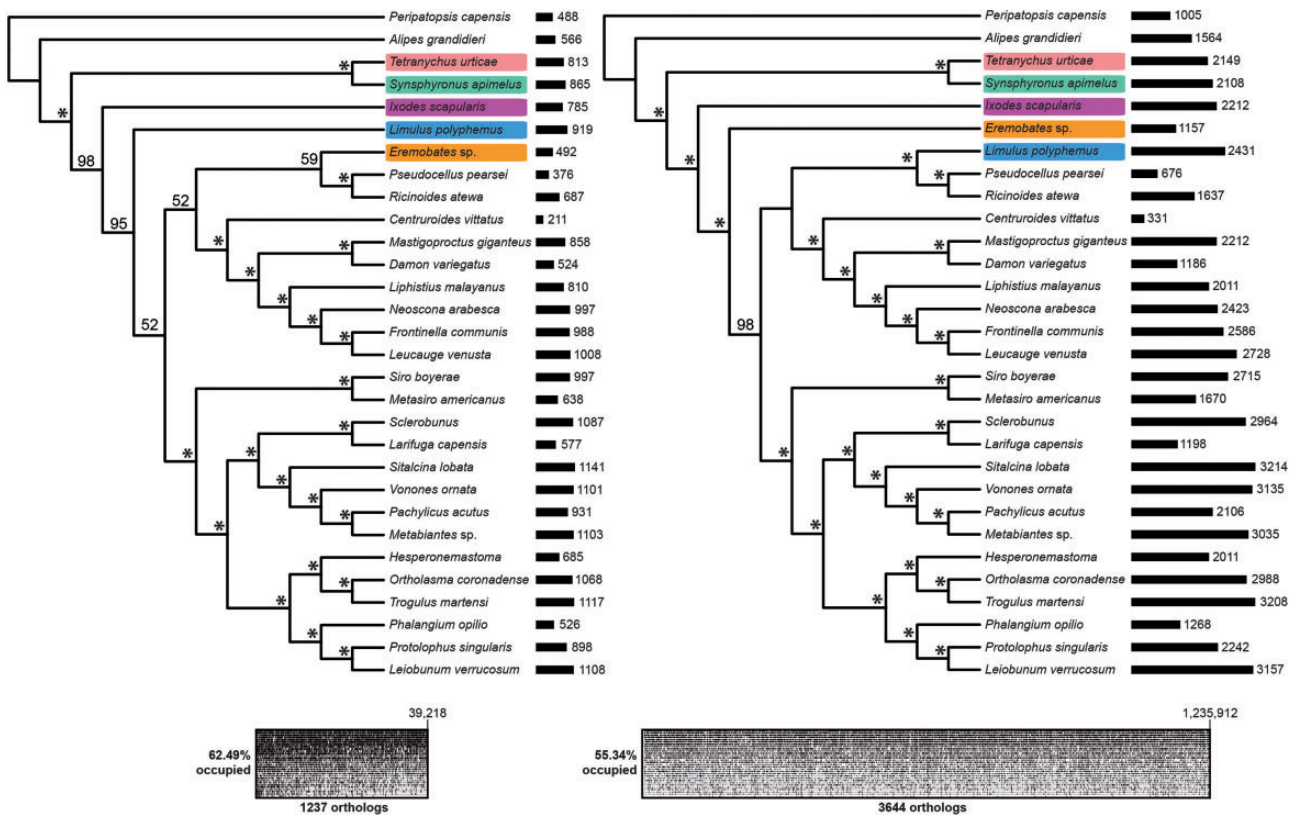 Peripatopsis capensis 488
Alipes grandidieri 566
* Tetranychus urticae 813
Synsphyronus apimelus 865
* Ixodes scapularis 785
Limulus polyphemus 919
98 59 Eremobates sp. 492
* Pseudocellus pearsei 376
52 Ricinoides atewa 687
95 Centruroides vittatus 211
* * Mastigoproctus giganteus 858
* Damon variegatus 524
* Liphistius malayanus 810
* Neoscona arabesca 997
52 * Frontinella communis 988
Leucauge venusta 1008
* Siro boyerae 997
Metasiro americanus 638
* Sclerobunus 1087
* * Larifuga capensis 577
* Sitalcina lobata 1141
* Vonones ornata 1101
* * Pachylicus acutus 931
Metabiantes sp. 1103
* Hesperonemastoma 685
* Ortholasma coronadense 1068
* Trogulus martensi 1117
* Phalangium opilio 526
* Protolophus singularis 898
Leiobunum verrucosum 1108
39,218
62.49%
occupied
1237 orthologs
Peripatopsis capensis 1005
Alipes grandidieri 1564
* Tetranychus urticae 2149
* Synsphyronus apimelus 2108
Ixodes scapularis 2212
* Eremobates sp. 1157
* Limulus polyphemus 2431
* * Pseudocellus pearsei 676
Ricinoides atewa 1637
Centruroides vittatus 331
* * Mastigoproctus giganteus 2212
* Damon variegatus 1186
* Liphistius malayanus 2011
* Neoscona arabesca 2423
98 * Frontinella communis 2586
Leucauge venusta 2728
* Siro boyerae 2715
Metasiro americanus 1670
* Sclerobunus 2964
* * Larifuga capensis 1198
* Sitalcina lobata 3214
* Vonones ornata 3135
* * Pachylicus acutus 2106
Metabiantes sp. 3035
* Hesperonemastoma 2011
* Ortholasma coronadense 2988
* Trogulus martensi 3208
* Phalangium opilio 1268
* Protolophus singularis 2242
Leiobunum verrucosum 3157
1,235,912
55.34%
occupied
3644 orthologs